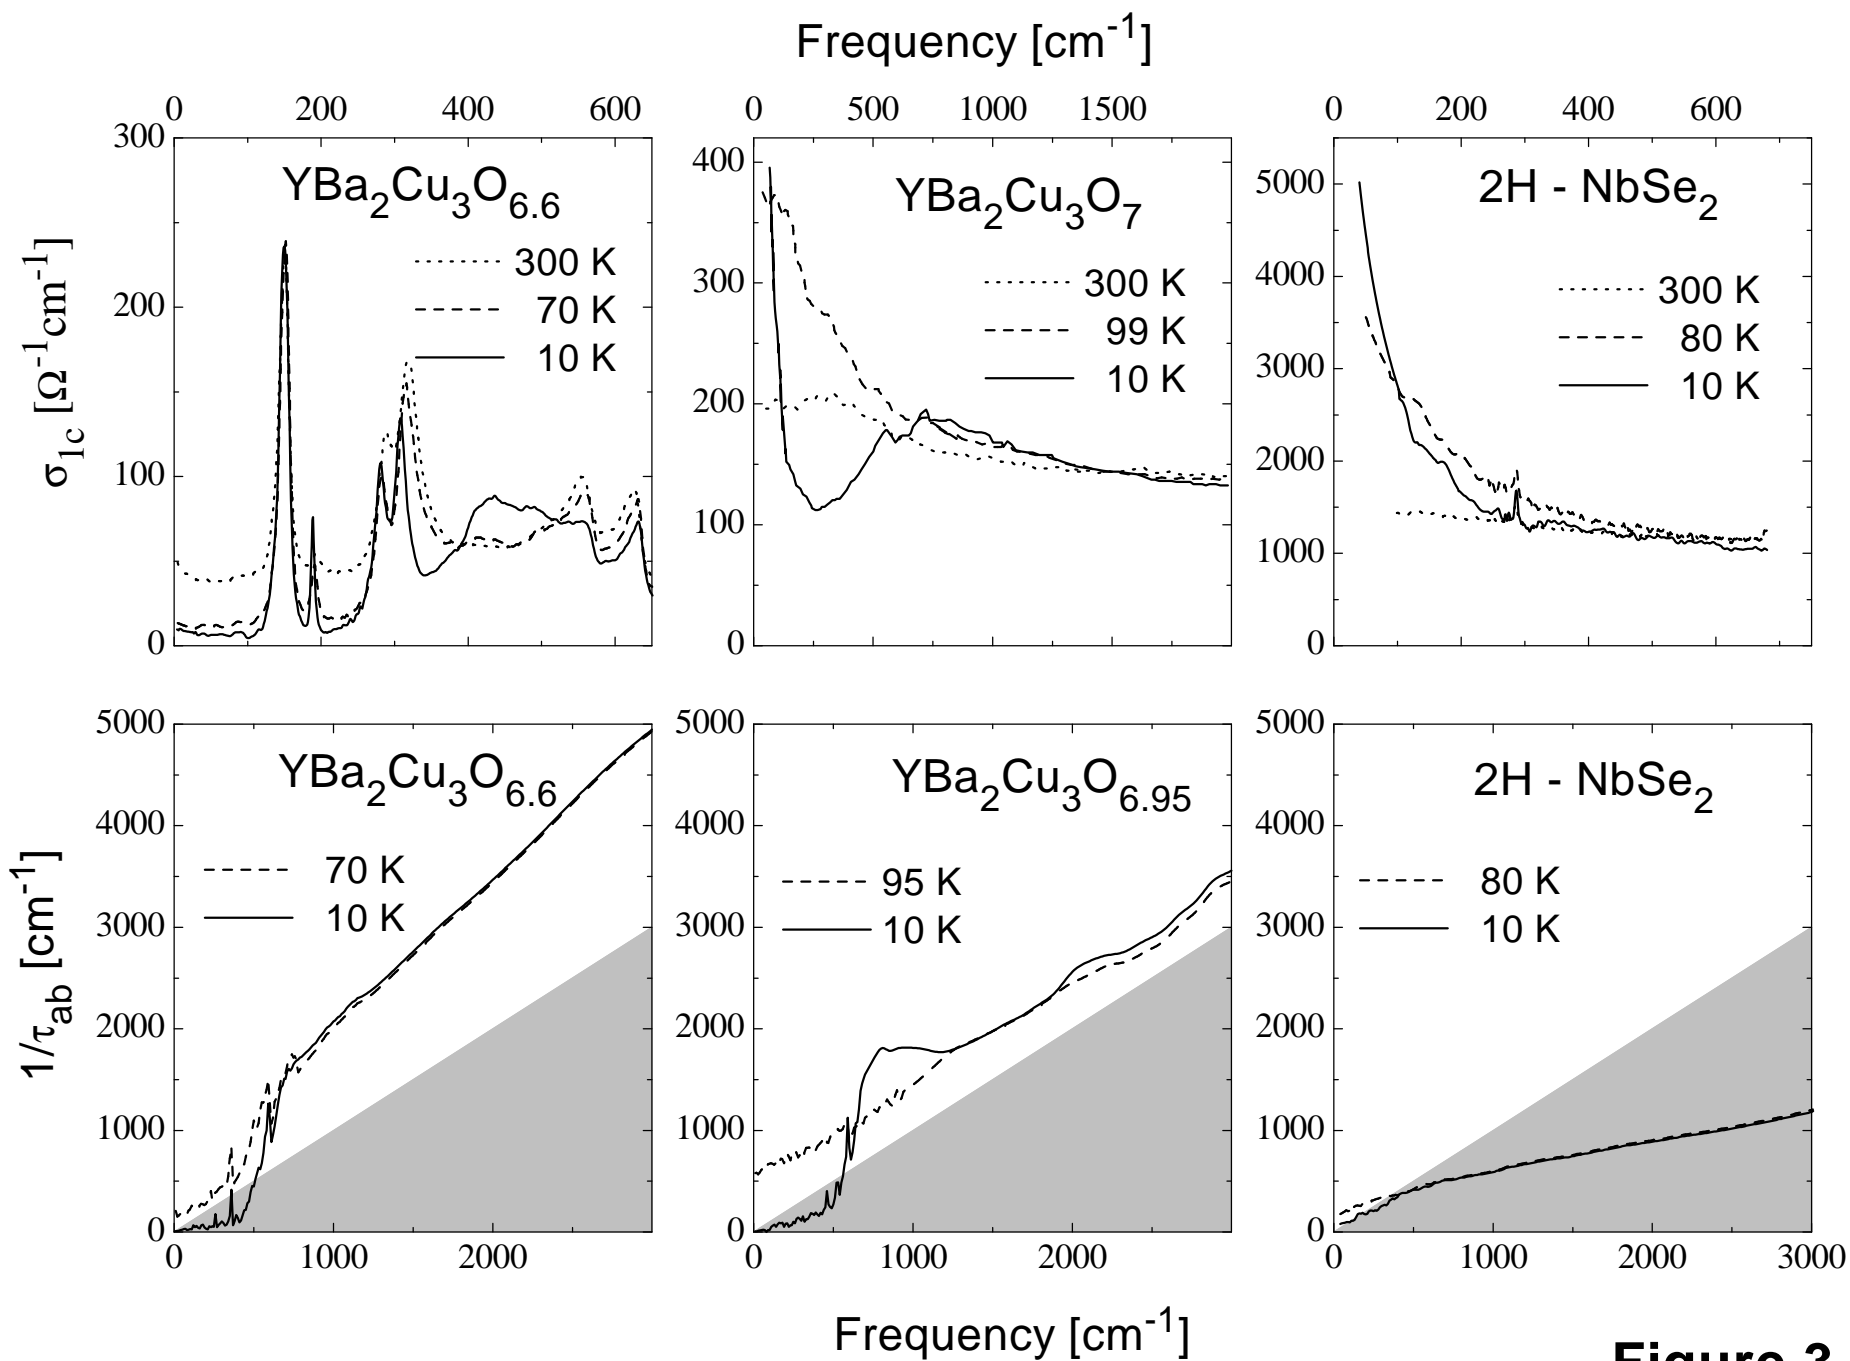 Frequency [cm-1]
0 200 400 600
0 500 1000 1500
0 200 400 600
σ1c [Ω-1cm-1]
300
200
100
0
YBa2Cu3O6.6
300 K
70 K
10 K
400
300
200
100
0
YBa2Cu3O7
300 K
99 K
10 K
5000
4000
3000
2000
1000
0
2H - NbSe2
300 K
80 K
10 K
1/τab [cm-1]
5000
4000
3000
2000
1000
0
YBa2Cu3O6.6
70 K
10 K
0 1000 2000
5000
4000
3000
2000
1000
0
YBa2Cu3O6.95
95 K
10 K
0 1000 2000
5000
4000
3000
2000
1000
0
2H - NbSe2
80 K
10 K
0 1000 2000 3000
Frequency [cm-1]
Figure 3